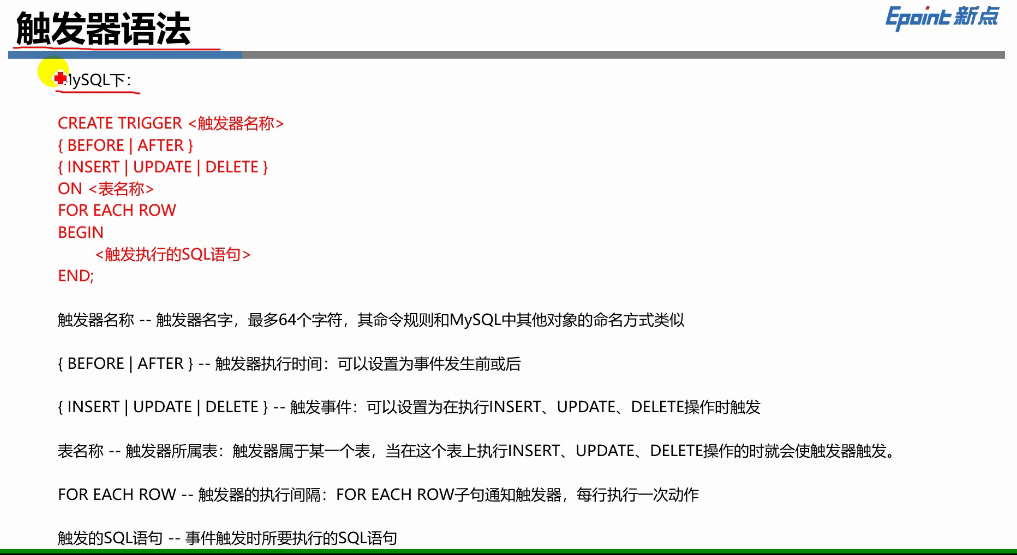 触发器语法
Epoint 新点
MySQL下：
CREATE TRIGGER <触发器名称>
{ BEFORE | AFTER }
{ INSERT | UPDATE | DELETE }
ON <表名称>
FOR EACH ROW
BEGIN
<触发执行的SQL语句>
END;
触发器名称 -- 触发器名字，最多64个字符，其命令规则和MySQL中其他对象的命名方式类似
{ BEFORE | AFTER } -- 触发器执行时间：可以设置为事件发生前或后
{ INSERT | UPDATE | DELETE } -- 触发事件：可以设置为在执行INSERT、UPDATE、DELETE操作时触发
表名称 -- 触发器所属表：触发器属于某一个表，当在这个表上执行INSERT、UPDATE、DELETE操作的时就会使触发器触发。
FOR EACH ROW -- 触发器的执行间隔：FOR EACH ROW子句通知触发器，每行执行一次动作
触发的SQL语句 -- 事件触发时所要执行的SQL语句